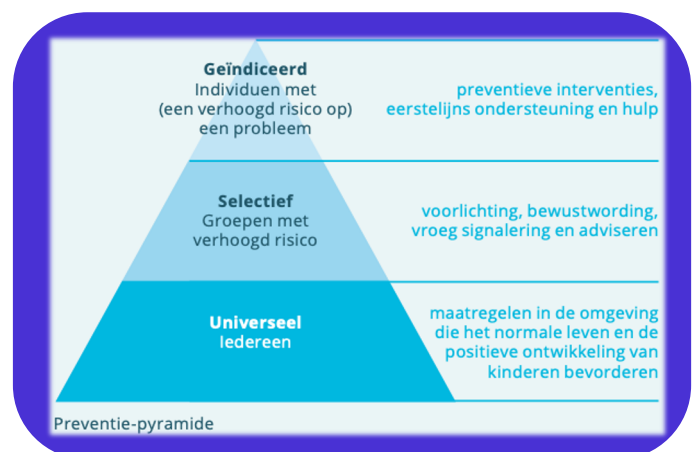 Geïndiceerd
Individuen met
(een verhoogd risico op)
een probleem
preventieve interventies,
eerstelijns ondersteuning en hulp
Selectief
Groepen met
verhoogd risico
voorlichting, bewustwording,
vroeg signalering en adviseren
Universeel
Iedereen
maatregelen in de omgeving
die het normale leven en de
positieve ontwikkeling van
kinderen bevorderen
Preventie-pyramide